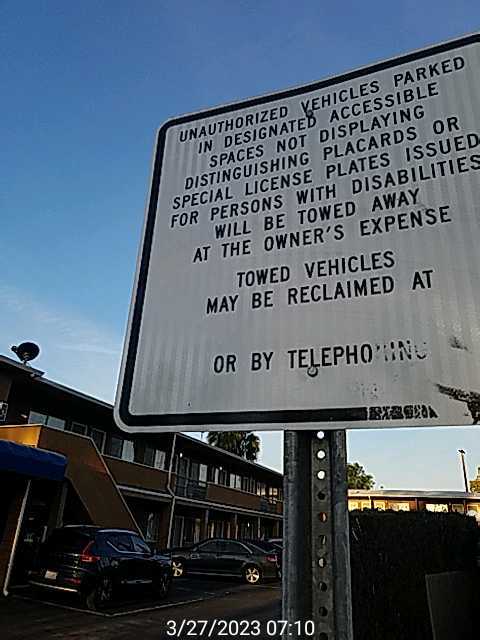 UNAUTHORIZED VEHICLES PARKED
IN DESIGNATED ACCESSIBLE
SPACES NOT DISPLAYING
DISTINGUISHING PLACARDS OR
SPECIAL LICENSE PLATES ISSUED
FOR PERSONS WITH DISABILITIES
WILL BE TOWED AWAY
AT THE OWNER'S EXPENSE
TOWED VEHICLES
MAY BE RECLAIMED AT
OR BY TELEPHONING
3/27/2023 07:10